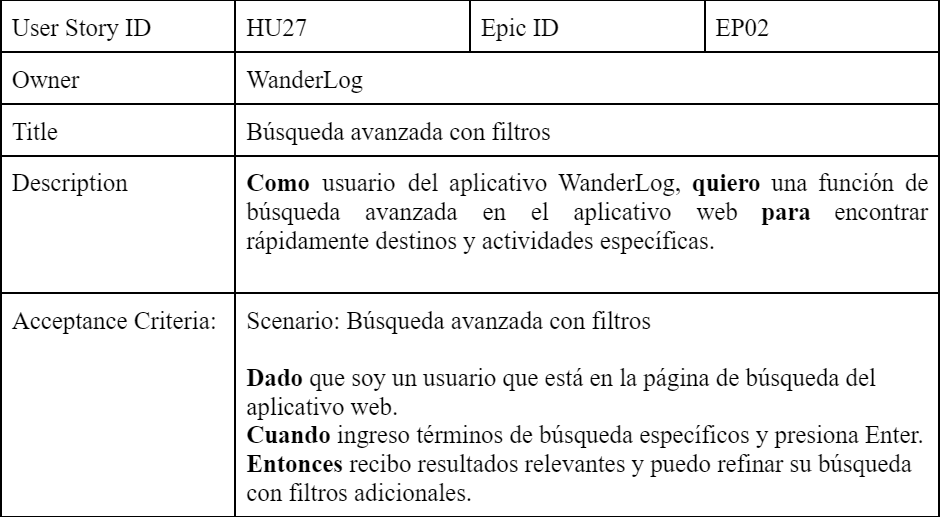 User Story ID HU27 Epic ID EP02
Owner WanderLog
Title Búsqueda avanzada con filtros
Description Como usuario del aplicativo WanderLog, quiero una función de
búsqueda avanzada en el aplicativo web para encontrar
rápidamente destinos y actividades específicas.
Acceptance Criteria: Scenario: Búsqueda avanzada con filtros
Dado que soy un usuario que está en la página de búsqueda del
aplicativo web.
Cuando ingreso términos de búsqueda específicos y presiona Enter.
Entonces recibo resultados relevantes y puedo refinar su búsqueda
con filtros adicionales.